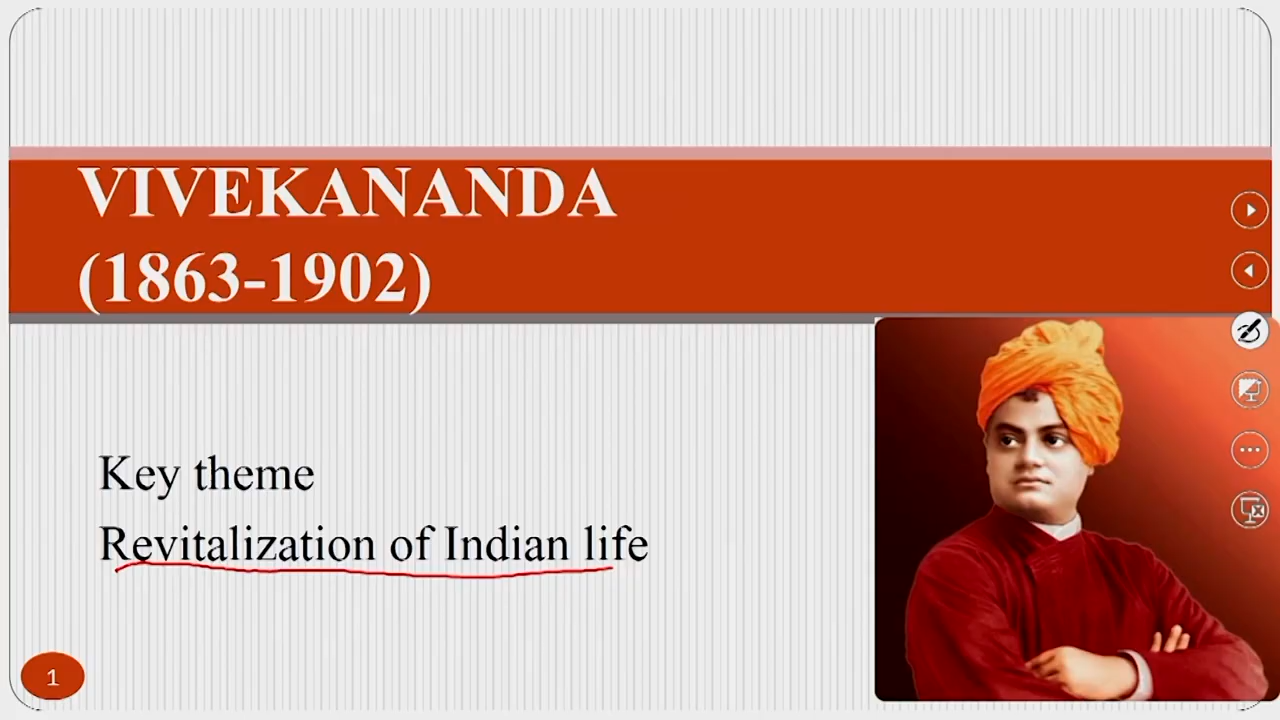 VIVEKANANDA
(1863-1902)
Key theme
Revitalization of Indian life
1